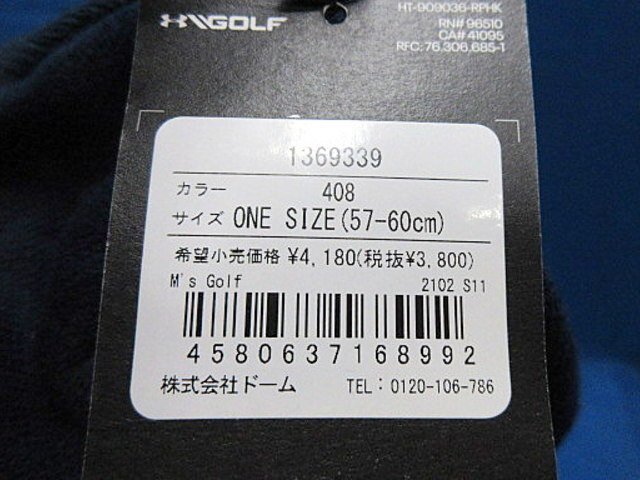 GOLF
HT-909036-RPHK
RN# 96510
CA# 41095
RFC: 76.306.685-1
1369339
カラー 408
サイズ ONE SIZE(57-60cm)
希望小売価格 ¥4,180(税抜¥3,800)
M's Golf 2102 S11
4580637168992
株式会社ドーム TEL: 0120-106-786